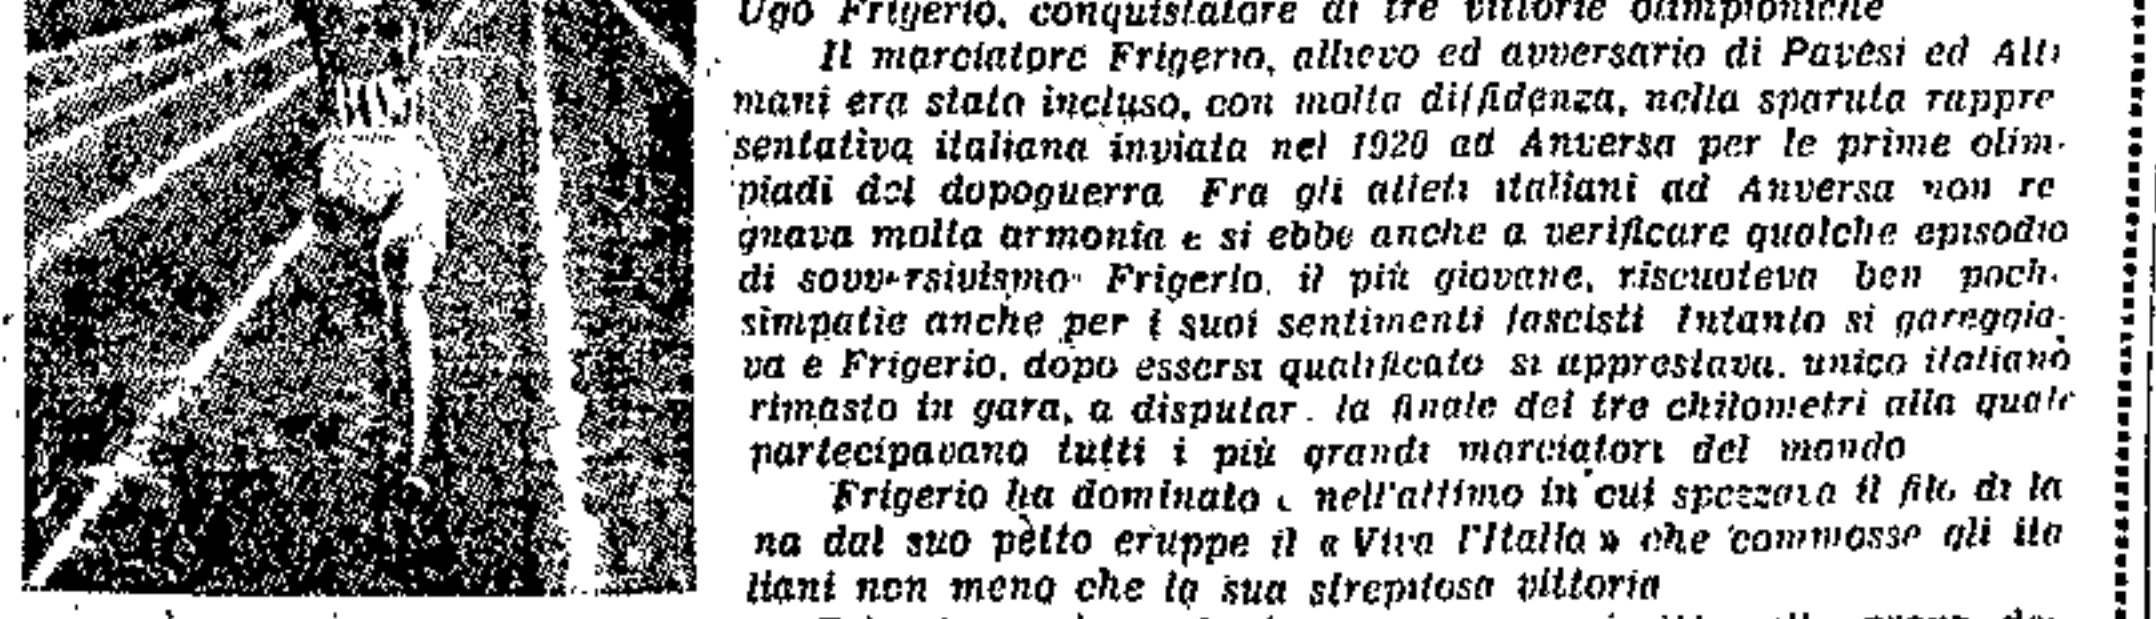 Ugo Frigerio, conquistatore di tre vittorie olimpioniche
Il marciatore Frigerio, allievo ed avversario di Pavesi ed Alti
mani era stato incluso, con molta diffidenza, nella sparuta rappre
sentativa italiana inviata nel 1920 ad Anversa per le prime olim-
piadi del dopoguerra Fra gli atleti italiani ad Anversa non re
gnava molta armonia e si ebbe anche a verificare qualche episodio
di sovversivismo Frigerio, il più giovane, riscuoteva ben poch
simpatie anche per i suoi sentimenti fascisti Intanto si gareggia-
va e Frigerio, dopo essersi qualificato si apprestava, unico italiano
rimasto in gara, a disputar la finale dei tre chilometri alla quale
partecipavano tutti i più grandi marciatori del mondo
Frigerio ha dominato e nell'attimo in cui spezzava il filo di la
na dal suo petto eruppe il « Viva l'Italia » che commosse gli ita
liani non meno che la sua strepitosa vittoria